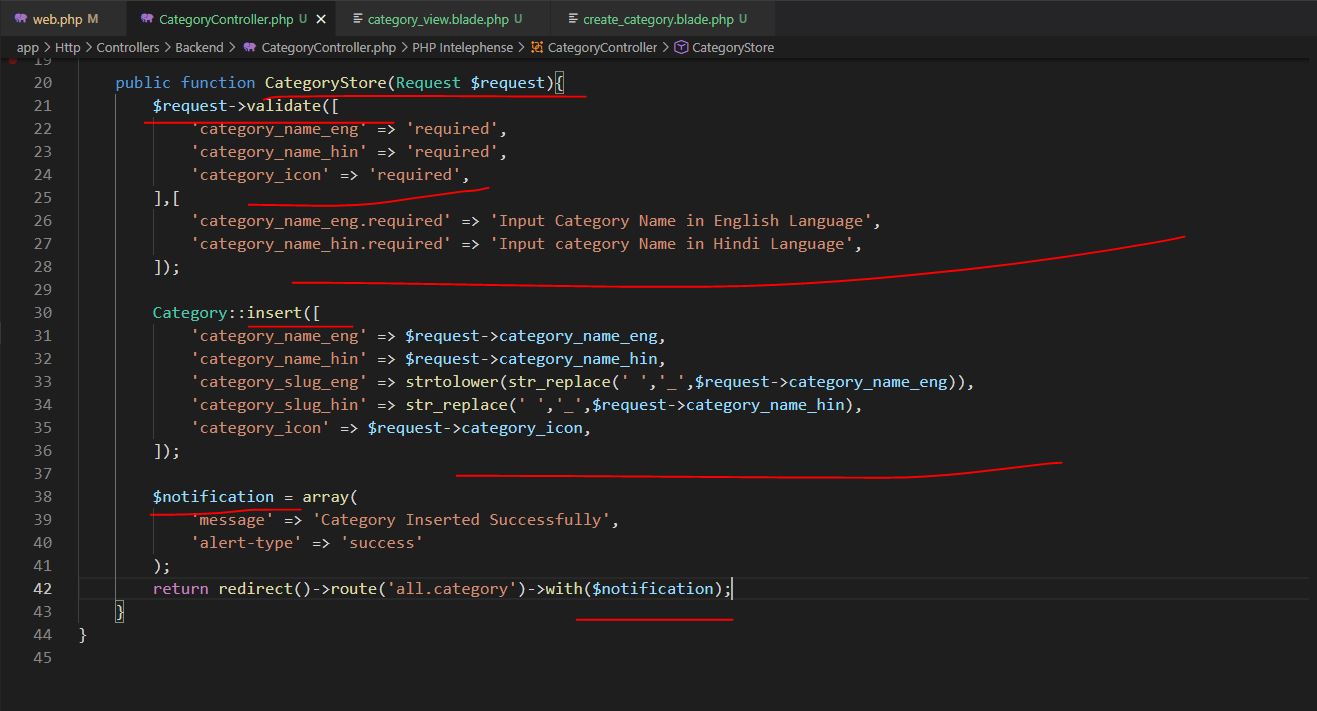 web.php M CategoryController.php U × category_view.blade.php U create_category.blade.php U
app > Http > Controllers > Backend > CategoryController.php > PHP Intelephense > CategoryController > CategoryStore
19
20 public function CategoryStore(Request $request){
21 $request->validate([
22 'category_name_eng' => 'required',
23 'category_name_hin' => 'required',
24 'category_icon' => 'required',
25 ],[
26 'category_name_eng.required' => 'Input Category Name in English Language',
27 'category_name_hin.required' => 'Input category Name in Hindi Language',
28 ]);
29
30 Category::insert([
31 'category_name_eng' => $request->category_name_eng,
32 'category_name_hin' => $request->category_name_hin,
33 'category_slug_eng' => strtolower(str_replace(' ','_',$request->category_name_eng)),
34 'category_slug_hin' => str_replace(' ','_',$request->category_name_hin),
35 'category_icon' => $request->category_icon,
36 ]);
37
38 $notification = array(
39 'message' => 'Category Inserted Successfully',
40 'alert-type' => 'success'
41 );
42 return redirect()->route('all.category')->with($notification);
43 }
44 }
45